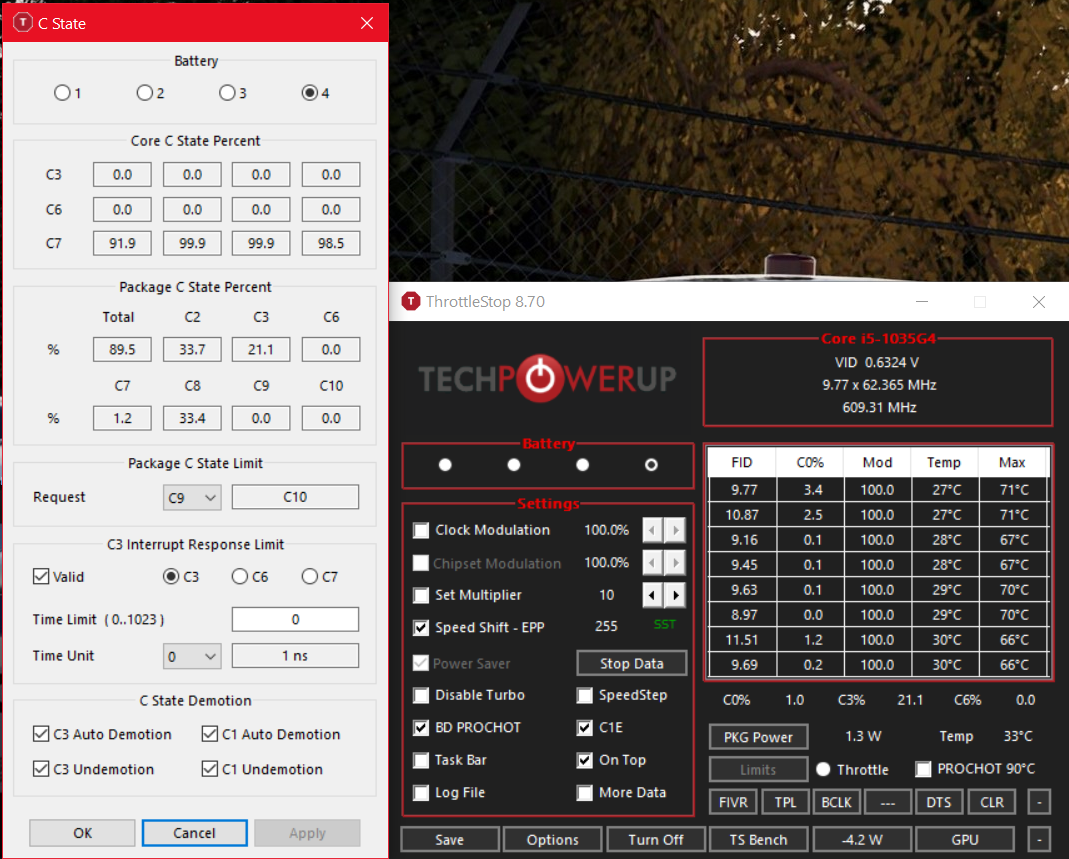 C State
Battery
1 2 3 4
Core C State Percent
C3 0.0 0.0 0.0 0.0
C6 0.0 0.0 0.0 0.0
C7 91.9 99.9 99.9 98.5
Package C State Percent
Total C2 C3 C6
% 89.5 33.7 21.1 0.0
C7 C8 C9 C10
% 1.2 33.4 0.0 0.0
Package C State Limit
Request C9 C10
C3 Interrupt Response Limit
Valid C3 C6 C7
Time Limit ( 0..1023 ) 0
Time Unit 0 1 ns
C State Demotion
C3 Auto Demotion C1 Auto Demotion
C3 Undemotion C1 Undemotion
OK Cancel Apply
ThrottleStop 8.70
TECHPOWERUP
Battery
Settings
Clock Modulation 100.0%
Chipset Modulation 100.0%
Set Multiplier 10
Speed Shift - EPP 255 SST
Power Saver Stop Data
Disable Turbo SpeedStep
BD PROCHOT C1E
Task Bar On Top
Log File More Data
Core i5-1035G4
VID 0.6324 V
9.77 x 62.365 MHz
609.31 MHz
FID C0% Mod Temp Max
9.77 3.4 100.0 27°C 71°C
10.87 2.5 100.0 27°C 71°C
9.16 0.1 100.0 28°C 67°C
9.45 0.1 100.0 28°C 67°C
9.63 0.1 100.0 29°C 70°C
8.97 0.0 100.0 29°C 70°C
11.51 1.2 100.0 30°C 66°C
9.69 0.2 100.0 30°C 66°C
C0% 1.0 C3% 21.1 C6% 0.0
PKG Power 1.3 W Temp 33°C
Limits Throttle PROCHOT 90°C
FIVR TPL BCLK --- DTS CLR -
Save Options Turn Off TS Bench -4.2 W GPU -